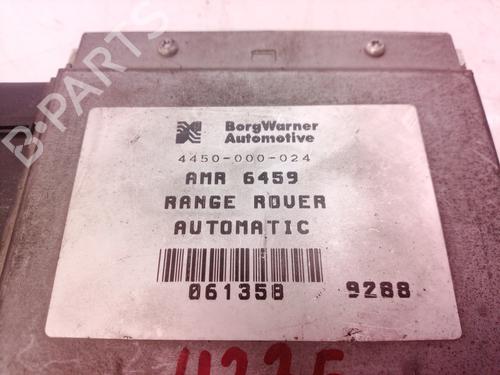 B-PARTS
BorgWarner
Automotive
4450-000-024
AMR 6459
RANGE ROVER
AUTOMATIC
061358 9288